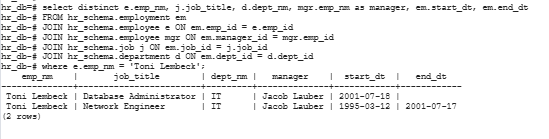 hr_db=# select distinct e.emp_nm, j.job_title, d.dept_nm, mgr.emp_nm as manager, em.start_dt, em.end_dt
hr_db-# FROM hr_schema.employment em
hr_db-# JOIN hr_schema.employee e ON em.emp_id = e.emp_id
hr_db-# JOIN hr_schema.employee mgr ON em.manager_id = mgr.emp_id
hr_db-# JOIN hr_schema.job j ON em.job_id = j.job_id
hr_db-# JOIN hr_schema.department d ON em.dept_id = d.dept_id
hr_db-# where e.emp_nm = 'Toni Lembeck';
emp_nm | job_title | dept_nm | manager | start_dt | end_dt
--------------+------------------------+---------+--------------+------------+------------
Toni Lembeck | Database Administrator | IT | Jacob Lauber | 2001-07-18 |
Toni Lembeck | Network Engineer | IT | Jacob Lauber | 1995-03-12 | 2001-07-17
(2 rows)